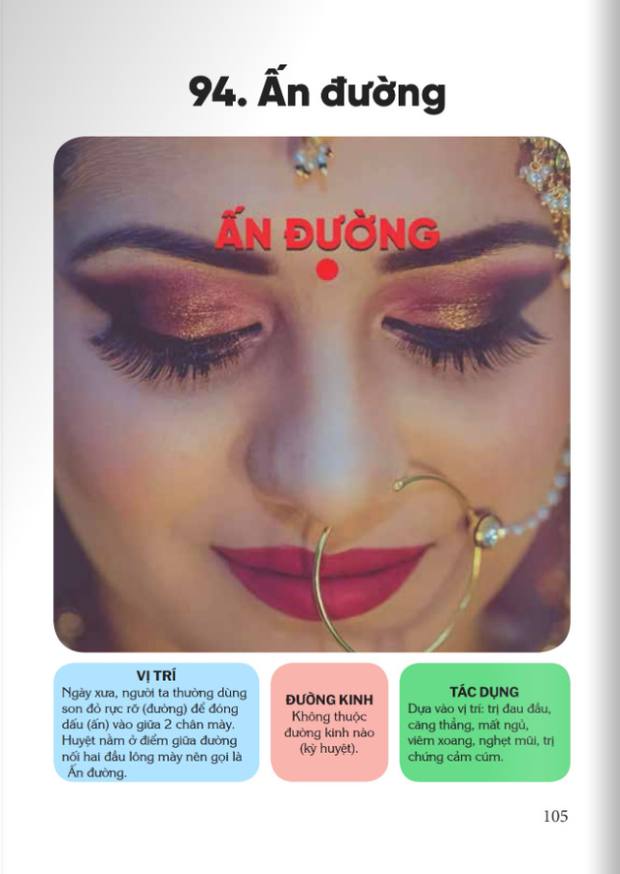 94. Ấn đường
ẤN ĐƯỜNG
VỊ TRÍ
Ngày xưa, người ta thường dùng
son đỏ rực rỡ (đường) để đóng
dấu (ấn) vào giữa 2 chân mày.
Huyệt nằm ở điểm giữa đường
nối hai đầu lông mày nên gọi là
Ấn đường.
ĐƯỜNG KINH
Không thuộc
đường kinh nào
(kỳ huyệt).
TÁC DỤNG
Dựa vào vị trí: trị đau đầu,
căng thẳng, mất ngủ,
viêm xoang, nghẹt mũi, trị
chứng cảm cúm.
105